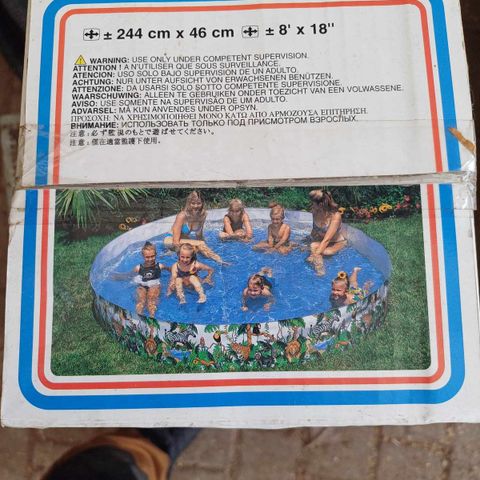 ± 244 cm x 46 cm ± 8' x 18"
WARNING: USE ONLY UNDER COMPETENT SUPERVISION.
ATTENTION ! A N'UTILISER QUE SOUS SURVEILLANCE.
ATENCION: USO SOLO BAJO SUPERVISION DE UN ADULTO.
ACHTUNG: NUR UNTER AUFSICHT VON ERWACHSENEN BENÜTZEN.
ATTENZIONE: DA USARSI SOLO SOTTO COMPETENTE SUPERVISIONE.
WAARSCHUWING: ALLEEN TE GEBRUIKEN ONDER TOEZICHT VAN EEN VOLWASSENE.
AVISO: USE SOMENTE NA SUPERVISÃO DE UM ADULTO.
ADVARSEL: MÅ KUN ANVENDES UNDER OPSYN.
ΠΡΟΣΟΧΗ: ΝΑ ΧΡΗΣΙΜΟΠΟΙΗΘΕΙ ΜΟΝΟ ΚΑΤΩ ΑΠΟ ΑΡΜΟΖΟΥΣΑ ΕΠΙΤΗΡΗΣΗ.
ВНИМАНИЕ: ИСПОЛЬЗОВАТЬ ТОЛЬКО ПОД ПРИСМОТРОМ ВЗРОСЛЫХ.
注意：必ず監視のもとで遊ばせてください。
注意：僅在適當監護下使用。